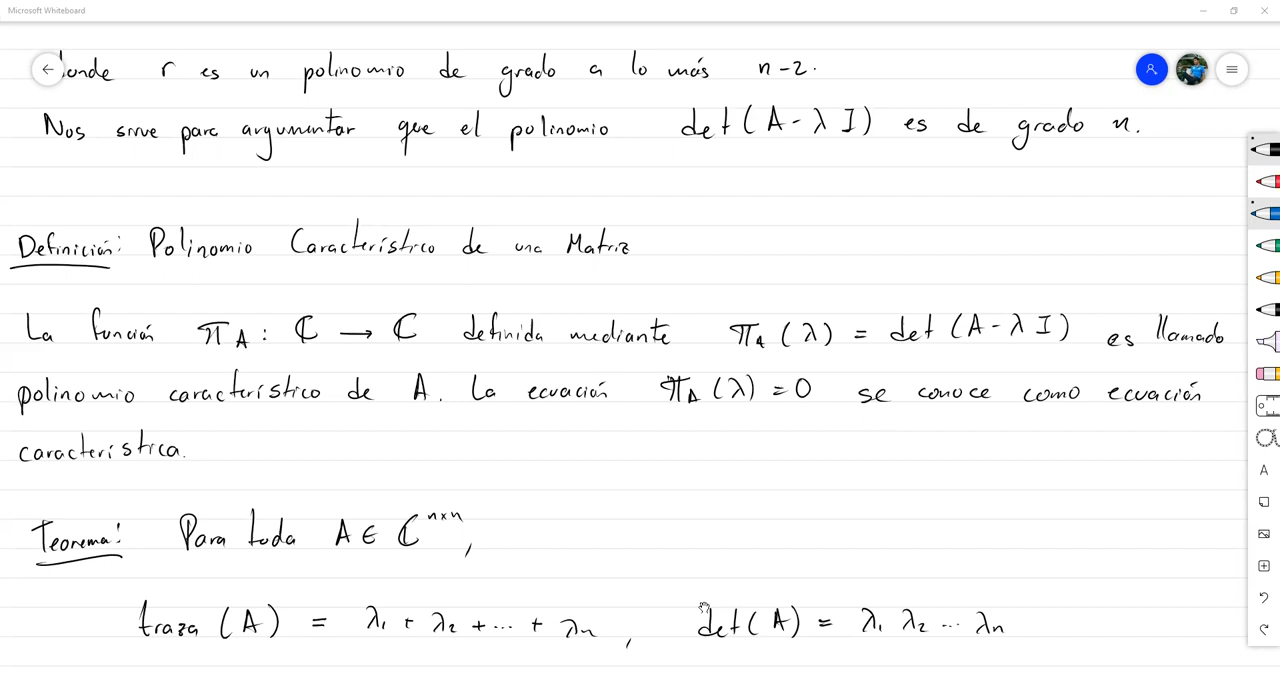 Microsoft Whiteboard
donde r es un polinomio de grado a lo más n-2.
Nos sirve para argumentar que el polinomio det(A - λ I) es de grado n.
Definición: Polinomio Característico de una Matriz
La función π_A : ℂ → ℂ definida mediante π_A (λ) = det (A - λ I) es llamado
polinomio característico de A. La ecuación π_A (λ) = 0 se conoce como ecuación
característica.
Teorema: Para toda A ∈ ℂ^{n×n},
traza (A) = λ₁ + λ₂ + ... + λn , det(A) = λ₁ λ₂ ... λn